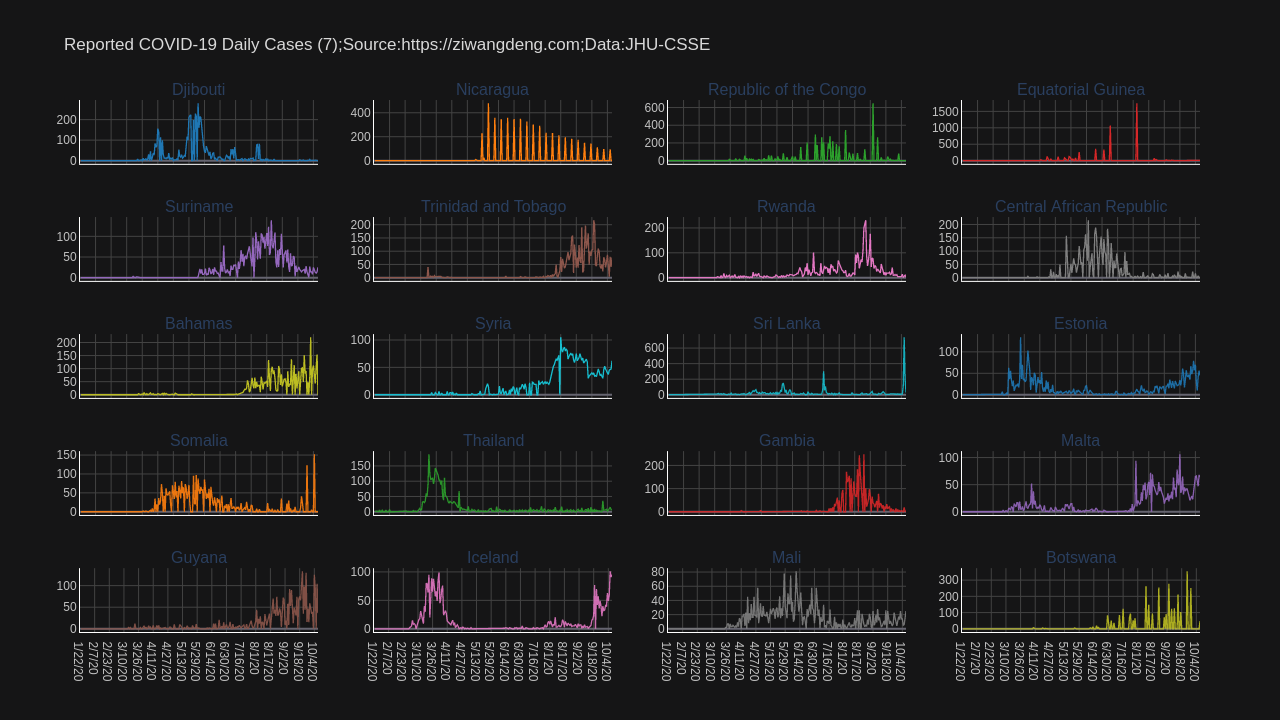 Reported COVID-19 Daily Cases (7);Source:https://ziwangdeng.com;Data:JHU-CSSE
Djibouti Nicaragua Republic of the Congo Equatorial Guinea
200 100 0 400 200 0 600 400 200 0 1500 1000 500 0
Suriname Trinidad and Tobago Rwanda Central African Republic
100 50 0 200 150 100 50 0 200 100 0 200 150 100 50 0
Bahamas Syria Sri Lanka Estonia
200 150 100 50 0 100 50 0 600 400 200 0 100 50 0
Somalia Thailand Gambia Malta
150 100 50 0 150 100 50 0 200 100 0 100 50 0
Guyana Iceland Mali Botswana
100 50 0 100 50 0 80 60 40 20 0 300 200 100 0
1/22/20 2/7/20 2/23/20 3/10/20 3/26/20 4/11/20 4/27/20 5/13/20 5/29/20 6/14/20 6/30/20 7/16/20 8/1/20 8/17/20 9/2/20 9/18/20 10/4/20 1/22/20 2/7/20 2/23/20 3/10/20 3/26/20 4/11/20 4/27/20 5/13/20 5/29/20 6/14/20 6/30/20 7/16/20 8/1/20 8/17/20 9/2/20 9/18/20 10/4/20 1/22/20 2/7/20 2/23/20 3/10/20 3/26/20 4/11/20 4/27/20 5/13/20 5/29/20 6/14/20 6/30/20 7/16/20 8/1/20 8/17/20 9/2/20 9/18/20 10/4/20 1/22/20 2/7/20 2/23/20 3/10/20 3/26/20 4/11/20 4/27/20 5/13/20 5/29/20 6/14/20 6/30/20 7/16/20 8/1/20 8/17/20 9/2/20 9/18/20 10/4/20